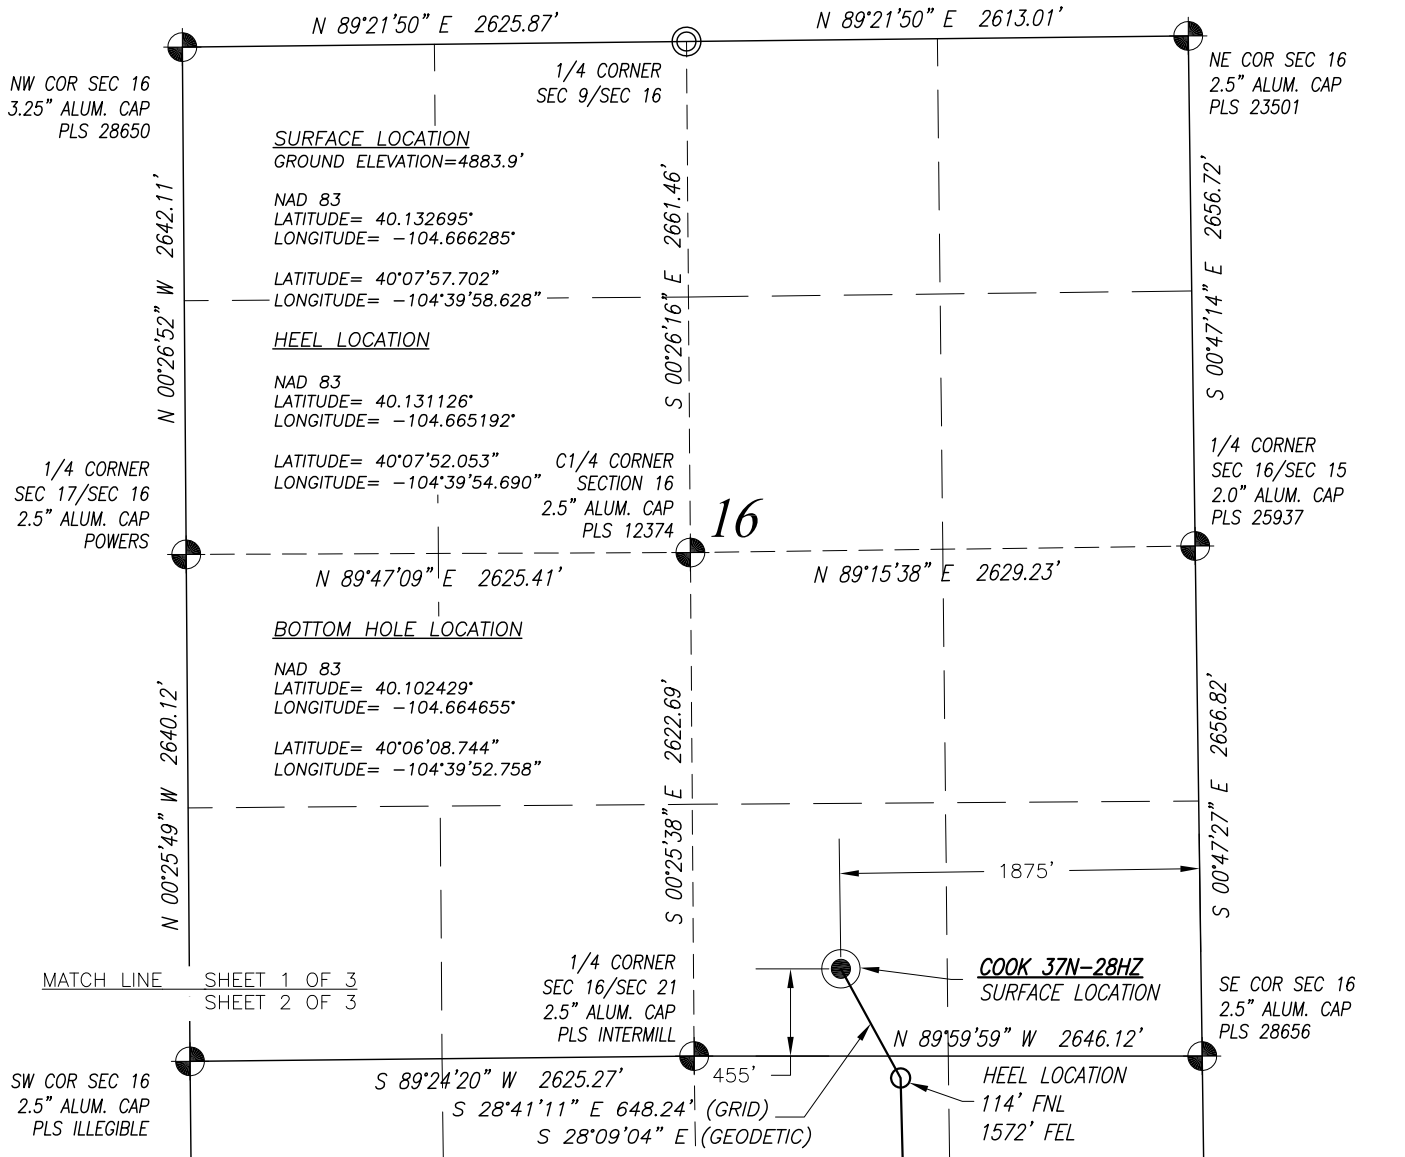 N 89°21'50" E 2625.87'
N 89°21'50" E 2613.01'
NW COR SEC 16
3.25" ALUM. CAP
PLS 28650
1/4 CORNER
SEC 9/SEC 16
NE COR SEC 16
2.5" ALUM. CAP
PLS 23501
SURFACE LOCATION
GROUND ELEVATION=4883.9'
NAD 83
LATITUDE= 40.132695°
LONGITUDE= -104.666285°
LATITUDE= 40°07'57.702"
LONGITUDE= -104°39'58.628"
HEEL LOCATION
NAD 83
LATITUDE= 40.131126°
LONGITUDE= -104.665192°
LATITUDE= 40°07'52.053"
LONGITUDE= -104°39'54.690"
N 00°26'52" W 2642.11'
S 00°26'16" E 2661.46'
S 00°47'14" E 2656.72'
1/4 CORNER
SEC 17/SEC 16
2.5" ALUM. CAP
POWERS
C1/4 CORNER
SECTION 16
2.5" ALUM. CAP
PLS 12374
16
1/4 CORNER
SEC 16/SEC 15
2.0" ALUM. CAP
PLS 25937
N 89°47'09" E 2625.41'
N 89°15'38" E 2629.23'
BOTTOM HOLE LOCATION
NAD 83
LATITUDE= 40.102429°
LONGITUDE= -104.664655°
LATITUDE= 40°06'08.744"
LONGITUDE= -104°39'52.758"
N 00°25'49" W 2640.12'
S 00°25'38" E 2622.69'
S 00°47'27" E 2656.82'
1875'
MATCH LINE SHEET 1 OF 3
SHEET 2 OF 3
1/4 CORNER
SEC 16/SEC 21
2.5" ALUM. CAP
PLS INTERMILL
COOK 37N-28HZ
SURFACE LOCATION
SE COR SEC 16
2.5" ALUM. CAP
PLS 28656
N 89°59'59" W 2646.12'
SW COR SEC 16
2.5" ALUM. CAP
PLS ILLEGIBLE
S 89°24'20" W 2625.27'
455'
S 28°41'11" E 648.24' (GRID)
S 28°09'04" E (GEODETIC)
HEEL LOCATION
114' FNL
1572' FEL